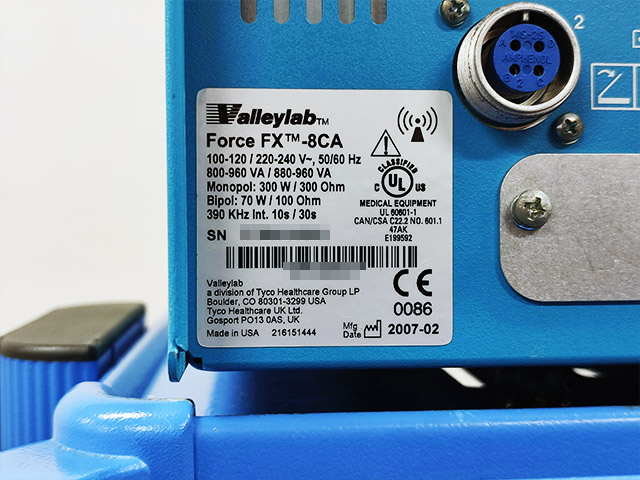 2
14S-2S
A D
AMPHENOL
B 2 C
Valleylab™
Force FX™-8CA
100-120 / 220-240 V~, 50/60 Hz
800-960 VA / 880-960 VA
Monopol: 300 W / 300 Ohm
Bipol: 70 W / 100 Ohm
390 KHz Int. 10s / 30s
SN
CLASSIFIED
C UL US
MEDICAL EQUIPMENT
UL 60601-1
CAN/CSA C22.2 NO. 601.1
47AK
E199592
Valleylab
a division of Tyco Healthcare Group LP
Boulder, CO 80301-3299 USA
Tyco Healthcare UK Ltd.
Gosport PO13 0AS, UK
Made in USA 216151444
CE
0086
Mfg
Date 2007-02